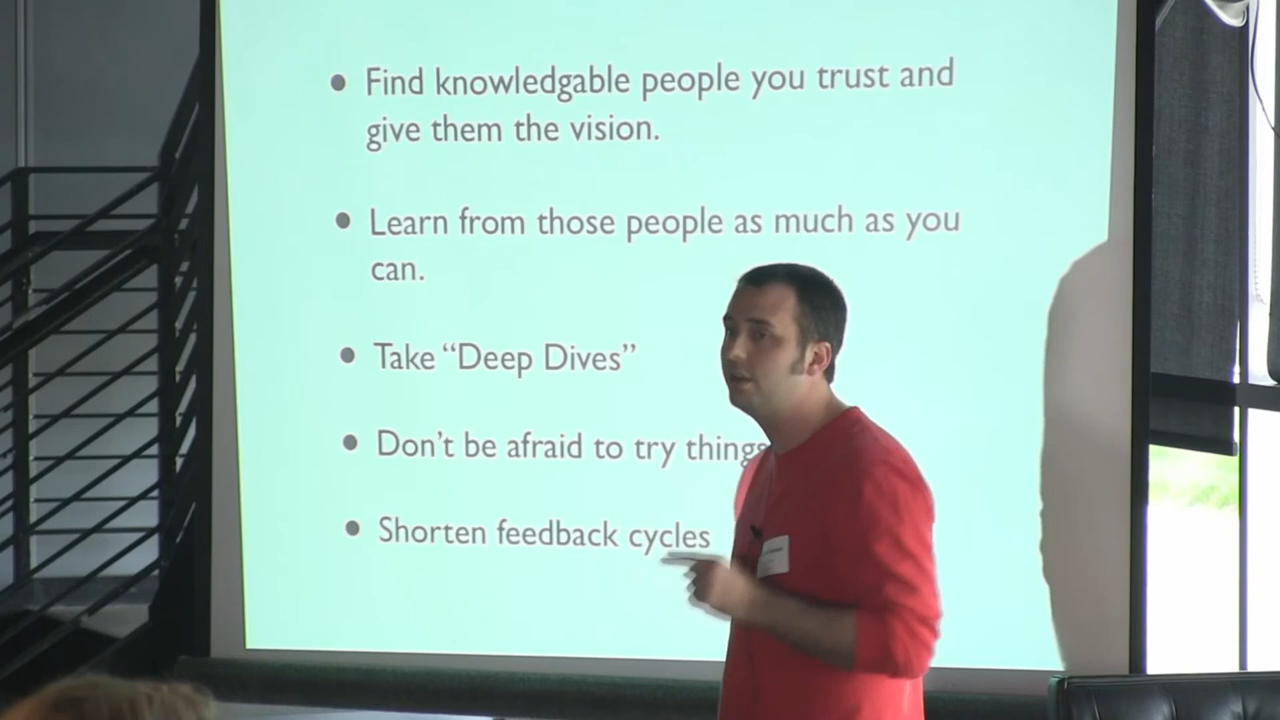 • Find knowledgable people you trust and
give them the vision.
• Learn from those people as much as you
can.
• Take “Deep Dives”
• Don’t be afraid to try things
• Shorten feedback cycles